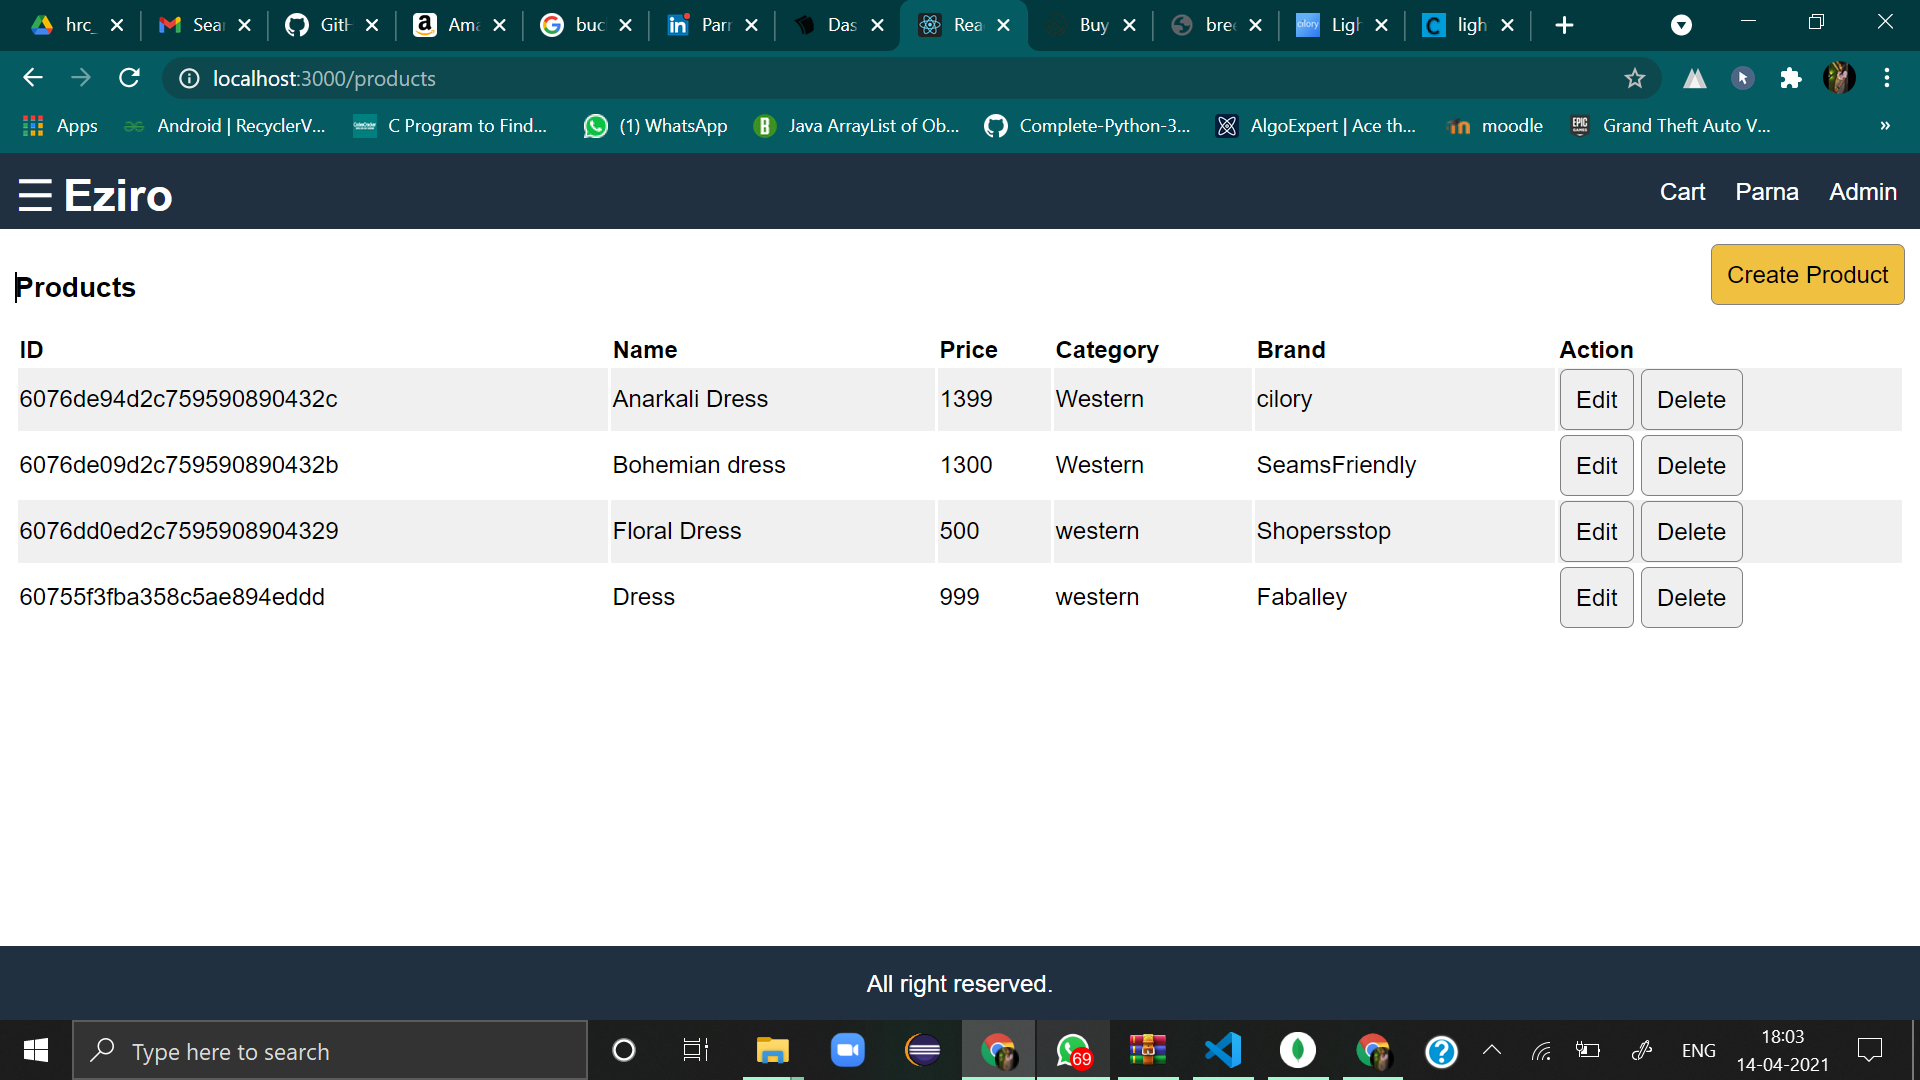 hrc_ Sear GitH Ama buc Parr Das Rea Buy bree Ligh ligh
localhost:3000/products
Apps Android | RecyclerV... C Program to Find... (1) WhatsApp Java ArrayList of Ob... Complete-Python-3... AlgoExpert | Ace th... moodle Grand Theft Auto V... »
Eziro Cart Parna Admin
Create Product
Products
ID Name Price Category Brand Action
6076de94d2c759590890432c Anarkali Dress 1399 Western cilory Edit Delete
6076de09d2c759590890432b Bohemian dress 1300 Western SeamsFriendly Edit Delete
6076dd0ed2c7595908904329 Floral Dress 500 western Shopersstop Edit Delete
60755f3fba358c5ae894eddd Dress 999 western Faballey Edit Delete
All right reserved.
Type here to search 69 ENG 18:03
14-04-2021